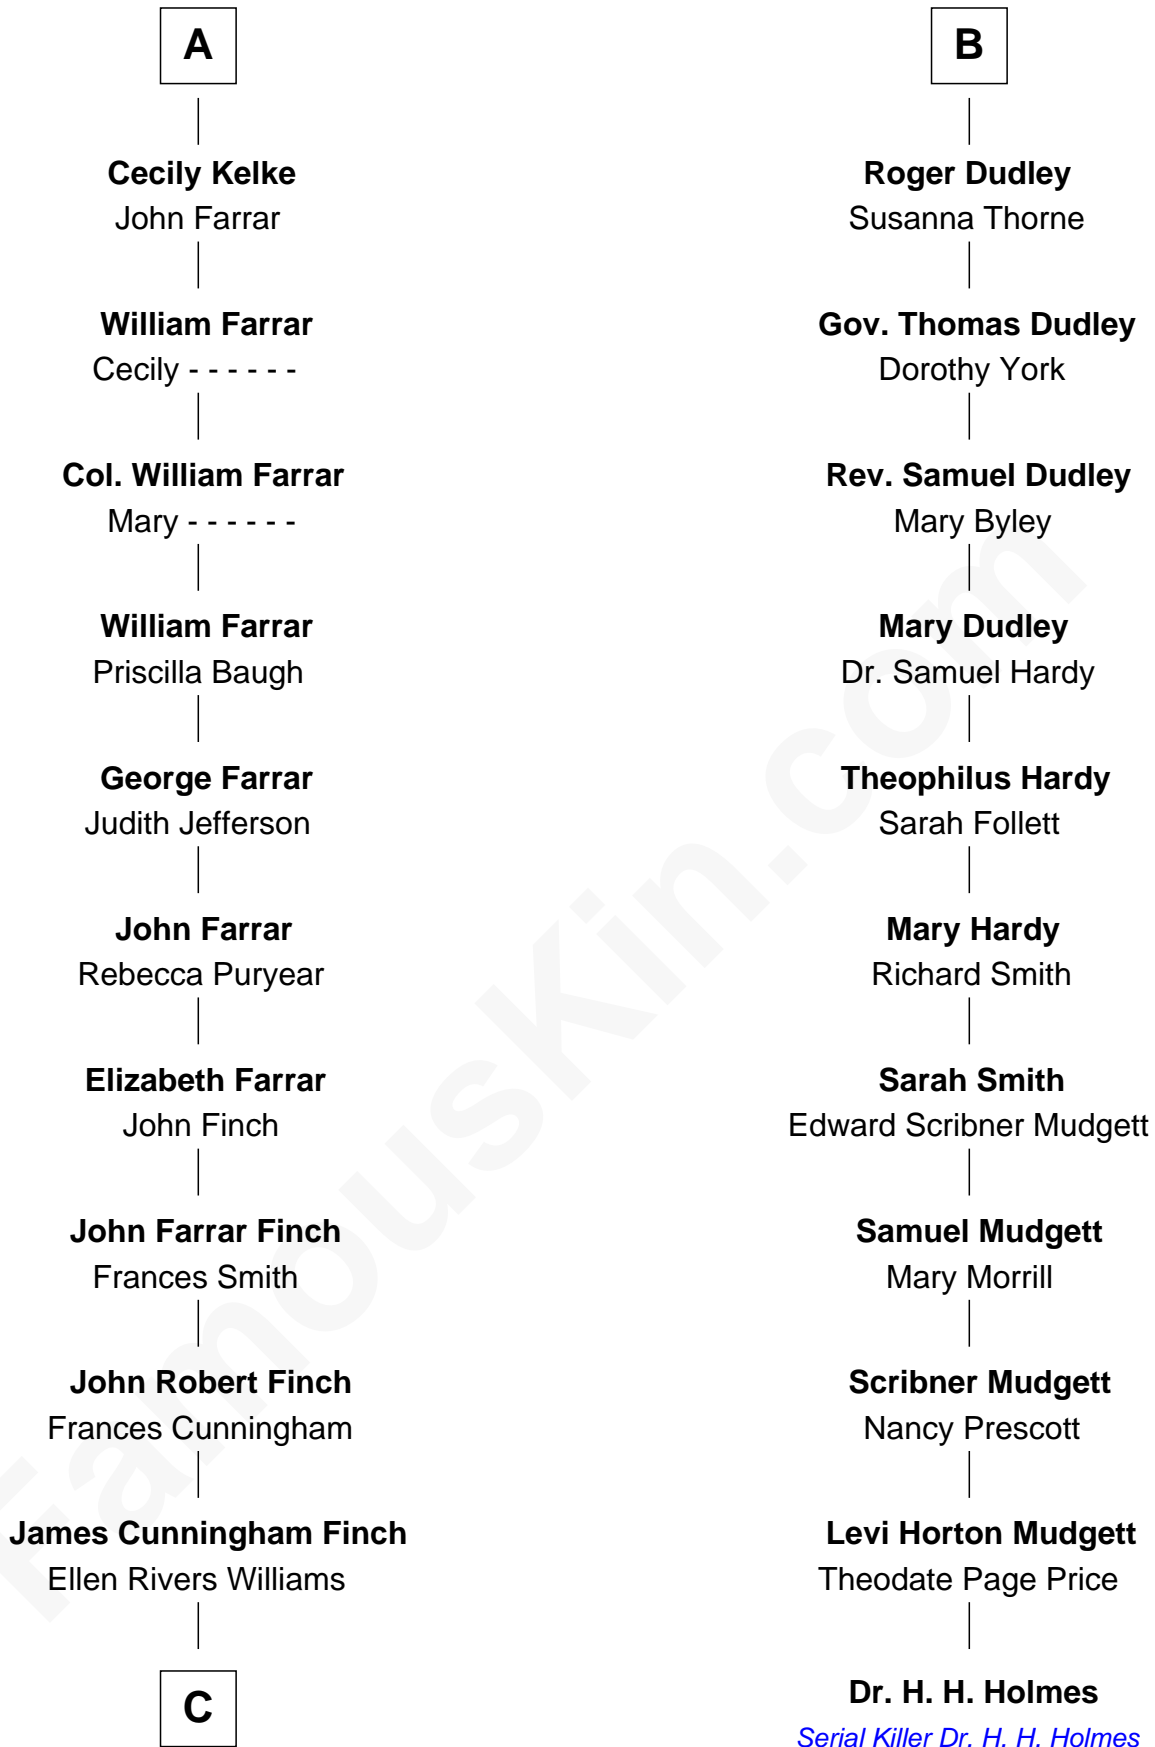 A
Cecily Kelke
John Farrar
William Farrar
Cecily - - - - - -
Col. William Farrar
Mary - - - - - -
William Farrar
Priscilla Baugh
George Farrar
Judith Jefferson
John Farrar
Rebecca Puryear
Elizabeth Farrar
John Finch
John Farrar Finch
Frances Smith
John Robert Finch
Frances Cunningham
James Cunningham Finch
Ellen Rivers Williams
C
B
Roger Dudley
Susanna Thorne
Gov. Thomas Dudley
Dorothy York
Rev. Samuel Dudley
Mary Byley
Mary Dudley
Dr. Samuel Hardy
Theophilus Hardy
Sarah Follett
Mary Hardy
Richard Smith
Sarah Smith
Edward Scribner Mudgett
Samuel Mudgett
Mary Morrill
Scribner Mudgett
Nancy Prescott
Levi Horton Mudgett
Theodate Page Price
Dr. H. H. Holmes
Serial Killer Dr. H. H. Holmes
FamousKin.com